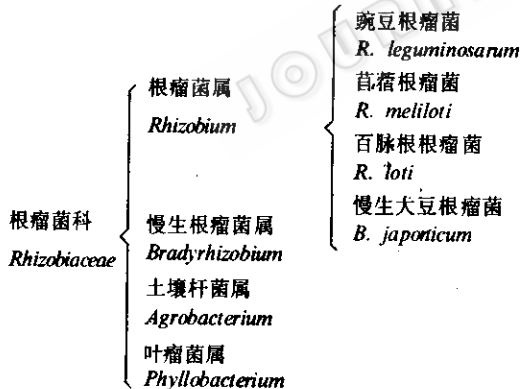 根瘤菌科
Rhizobiaceae
根瘤菌属
Rhizobium
慢生根瘤菌属
Bradyrhizobium
土壤杆菌属
Agrobacterium
叶瘤菌属
Phyllobacterium
豌豆根瘤菌
R. leguminosarum
苜蓿根瘤菌
R. meliloti
百脉根根瘤菌
R. loti
慢生大豆根瘤菌
B. japonticum
JOURN